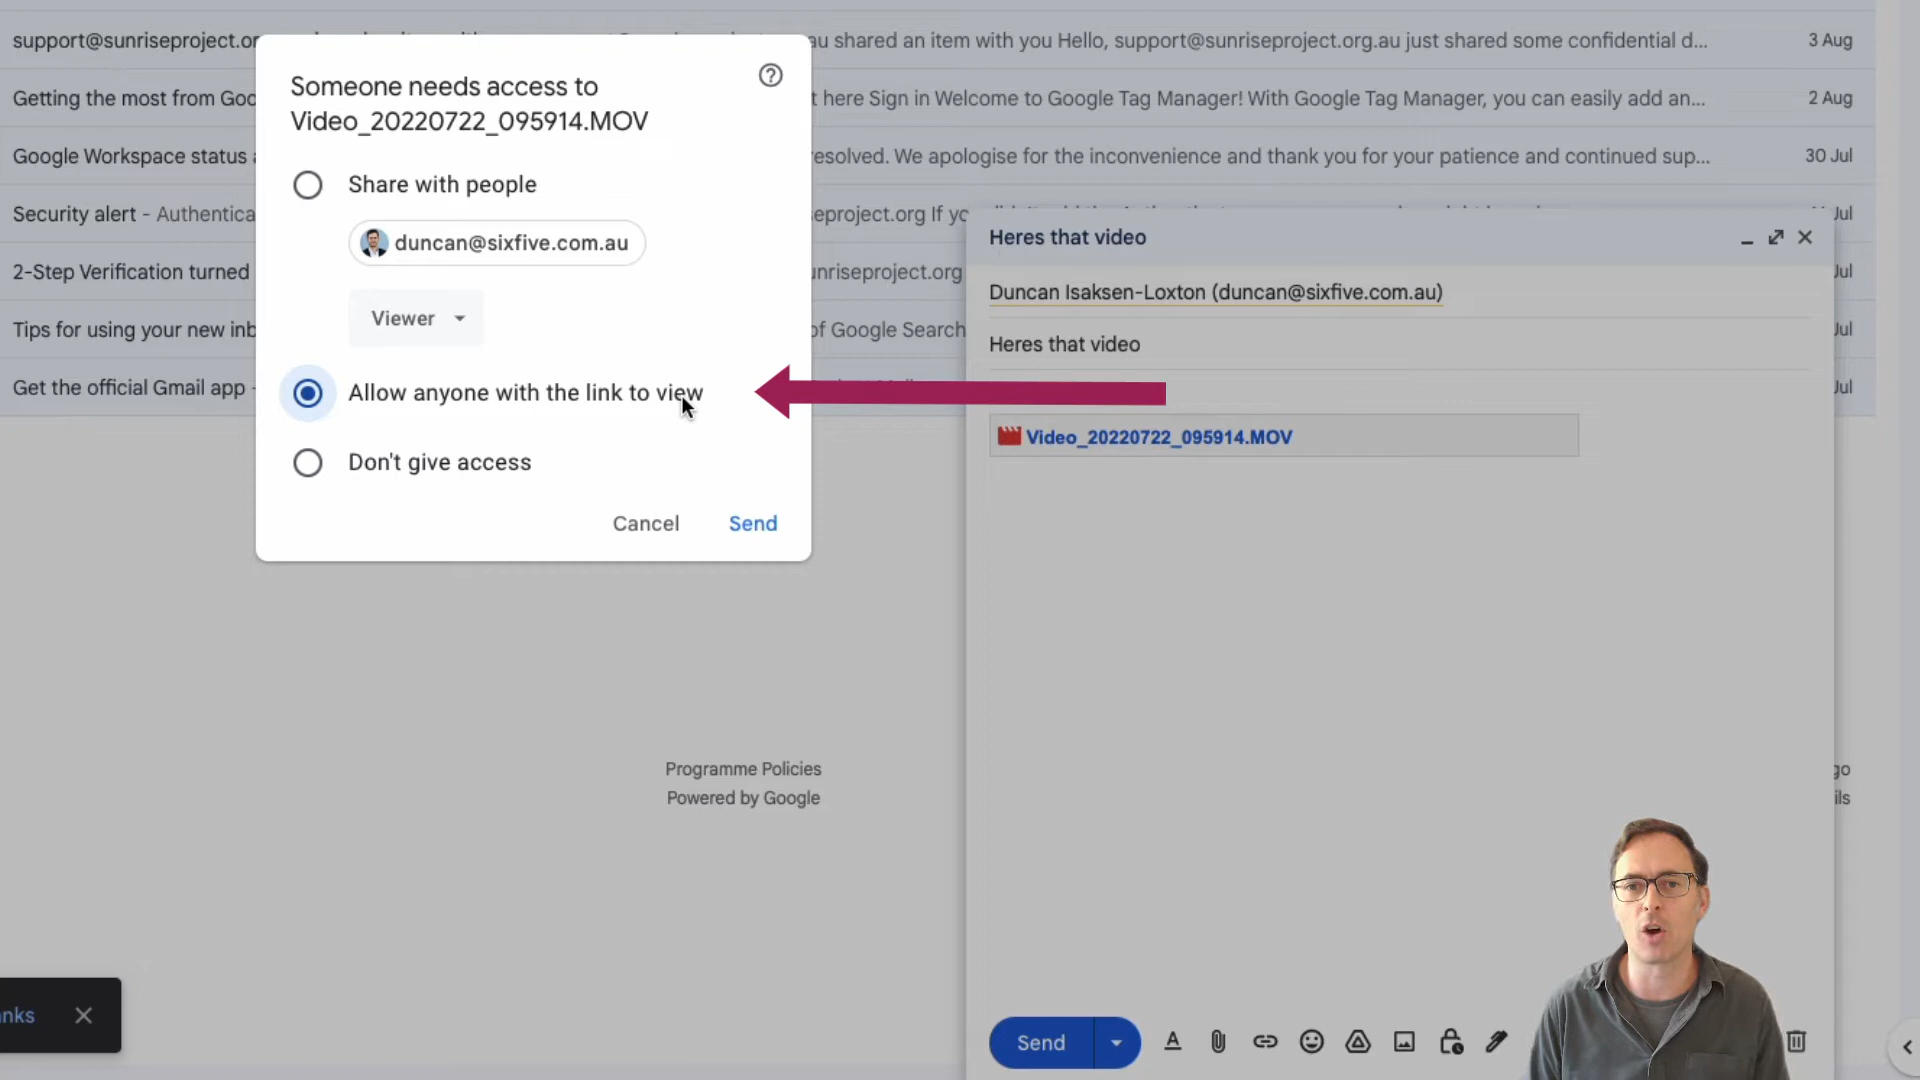 support@sunriseproject.or
au shared an item with you Hello, support@sunriseproject.org.au just shared some confidential d...
3 Aug
Getting the most from Goo
t here Sign in Welcome to Google Tag Manager! With Google Tag Manager, you can easily add an...
2 Aug
Google Workspace status
resolved. We apologise for the inconvenience and thank you for your patience and continued sup...
30 Jul
Security alert - Authentica
seproject.org If yo
Jul
2-Step Verification turned
unriseproject.org
Jul
Tips for using your new inb
of Google Search
Jul
Get the official Gmail app -
Jul
Someone needs access to
Video_20220722_095914.MOV
Share with people
duncan@sixfive.com.au
Viewer
Allow anyone with the link to view
Don't give access
Cancel Send
Heres that video
Duncan Isaksen-Loxton (duncan@sixfive.com.au)
Heres that video
Video_20220722_095914.MOV
Programme Policies
Powered by Google
go
ils
anks
Send